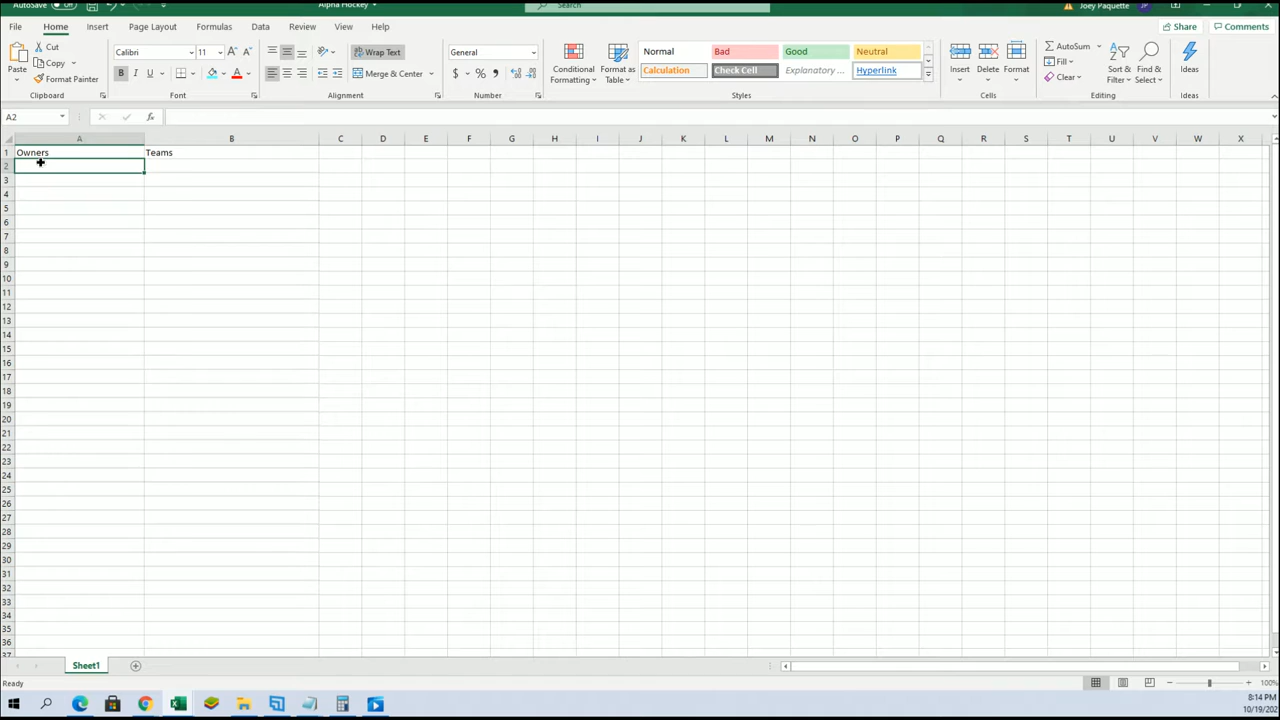 AutoSave Off Alpha Hockey Search Joey Paquette JP
File Home Insert Page Layout Formulas Data Review View Help Share Comments
Paste Cut Copy Format Painter Clipboard
Calibri 11 B I U A Font
Wrap Text Merge & Center Alignment
General $ % , Number
Conditional Formatting Format as Table
Normal Bad Good Neutral
Calculation Check Cell Explanatory ... Hyperlink
Styles
Insert Delete Format Cells
AutoSum Fill Clear Sort & Filter Find & Select Editing
Ideas Ideas
A2 fx
A B C D E F G H I J K L M N O P Q R S T U V W X
1 Owners Teams
2
3
4
5
6
7
8
9
10
11
12
13
14
15
16
17
18
19
20
21
22
23
24
25
26
27
28
29
30
31
32
33
34
35
36
37
Sheet1
Ready 100%
8:14 PM
10/19/202